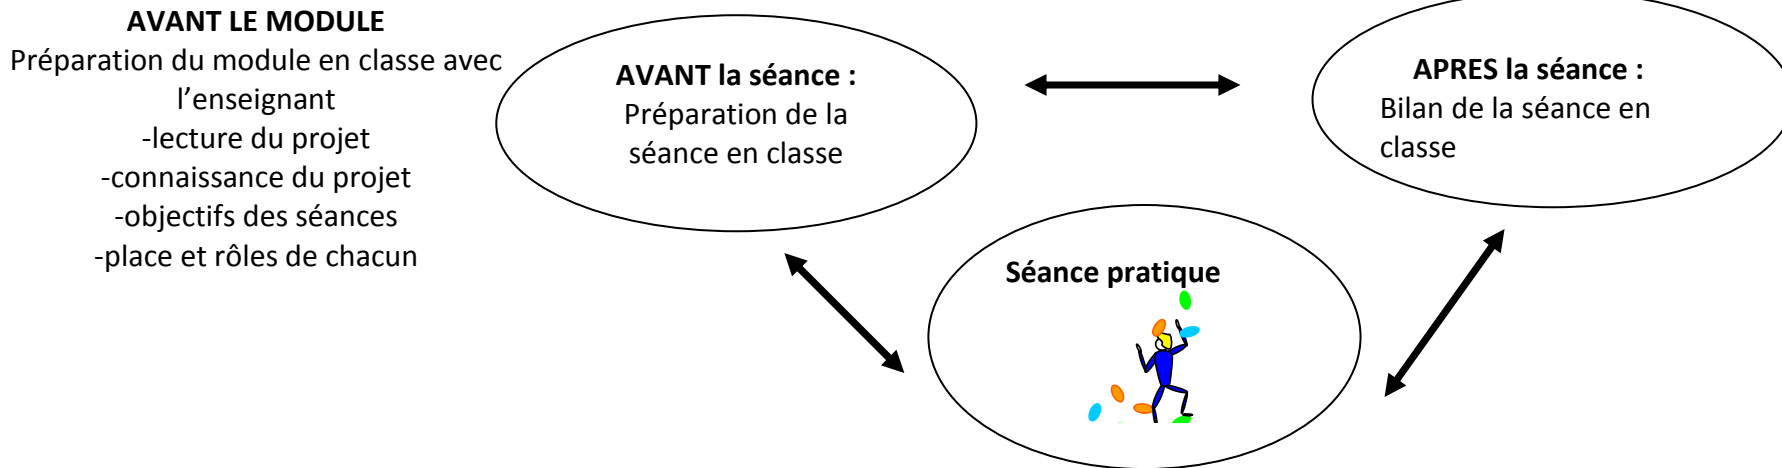 AVANT LE MODULE
Préparation du module en classe avec
l’enseignant
-lecture du projet
-connaissance du projet
-objectifs des séances
-place et rôles de chacun
AVANT la séance :
Préparation de la
séance en classe
APRES la séance :
Bilan de la séance en
classe
Séance pratique